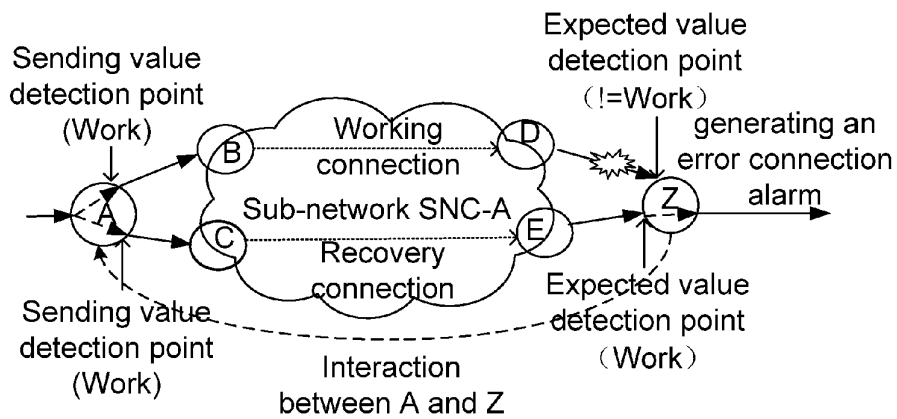 Sending value
detection point
(Work)
Expected value
detection point
(!=Work)
generating an
error connection
alarm
B
Working
connection
D
A
Sub-network SNC-A
Z
C
E
Recovery
connection
Sending value
detection point
(Work)
Expected value
detection point
(Work)
Interaction
between A and Z